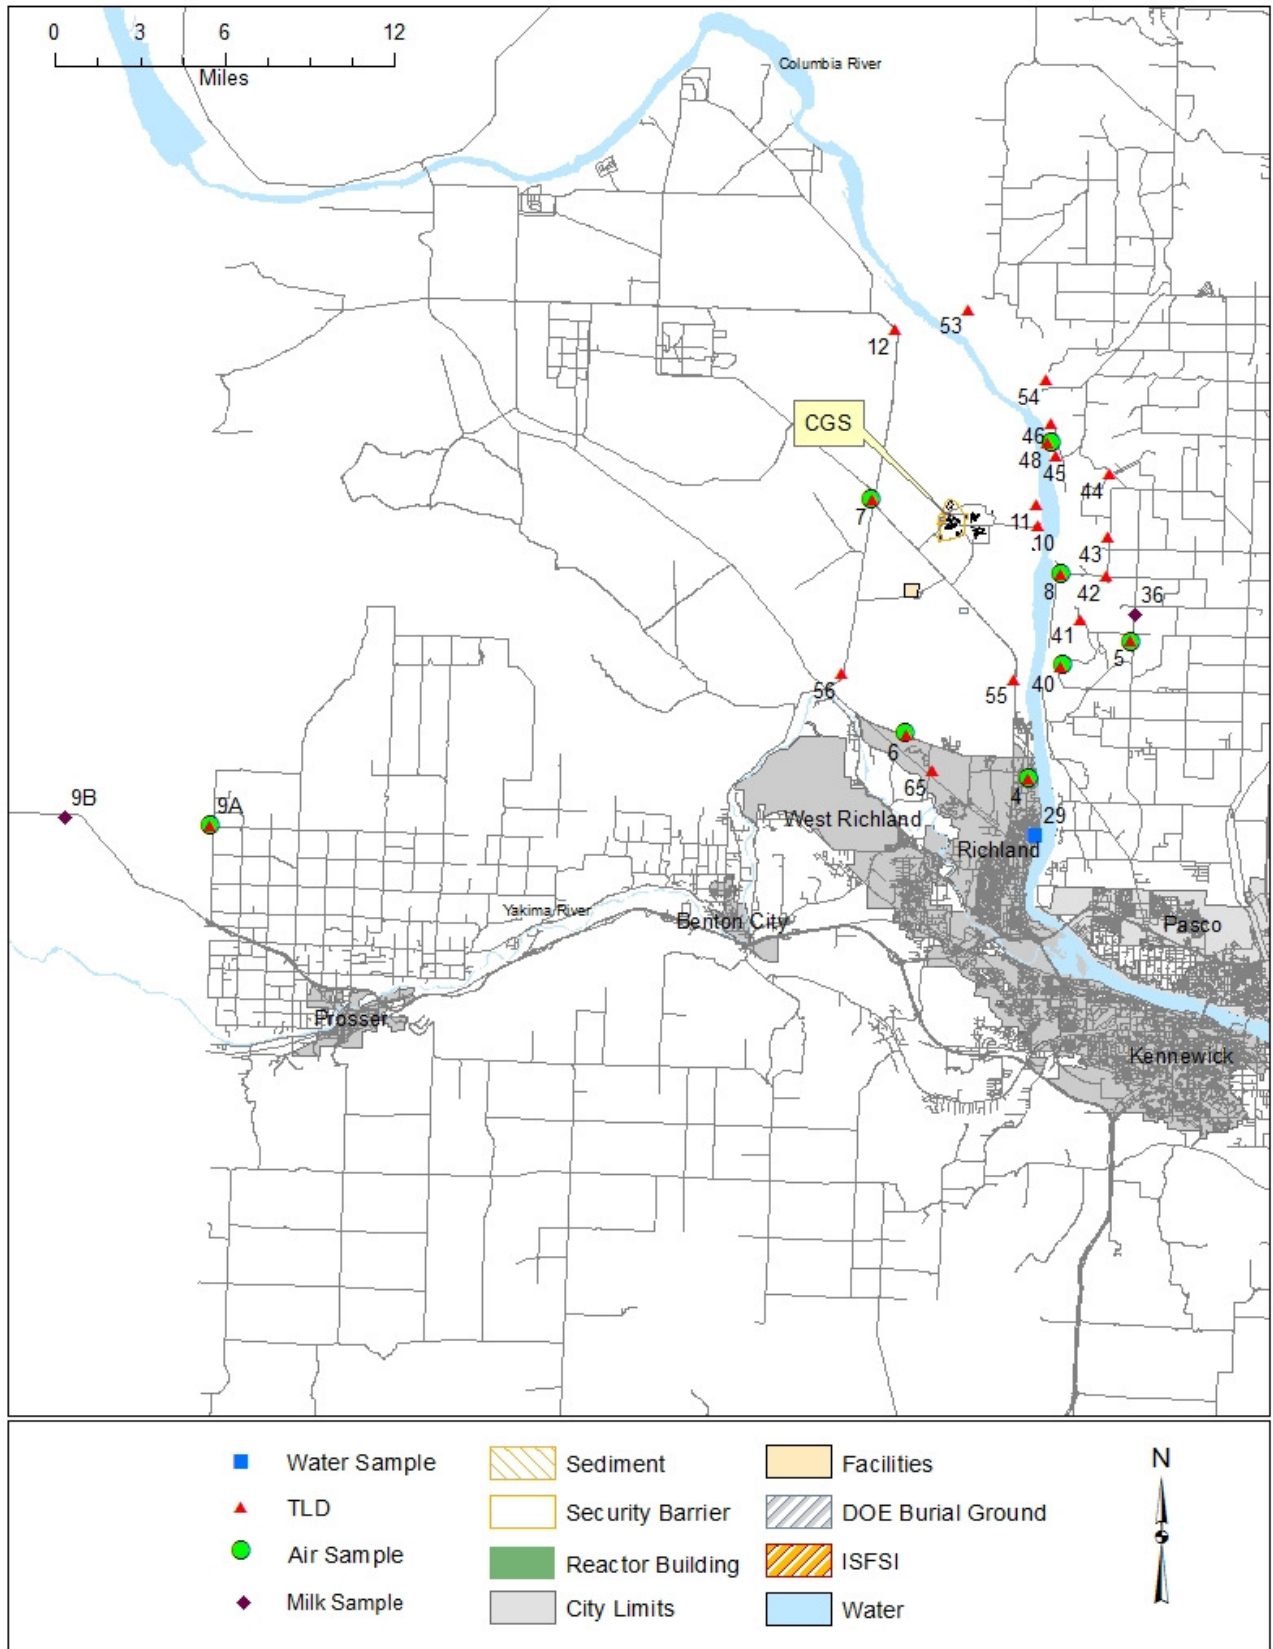 0 3 6 12
Miles
Columbia River
53
12
54
CGS
46
48
45
44
7
11
10
43
8
42
36
41
5
40
56
55
6
65
4
9B
9A
29
West Richland
Richland
Yakima River
Benton City
Pasco
Prosser
Kennewick
Water Sample
TLD
Air Sample
Milk Sample
Sediment
Security Barrier
Reactor Building
City Limits
Facilities
DOE Burial Ground
ISFSI
Water
N